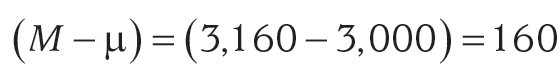 (M − μ) = (3,160 − 3,000) = 160